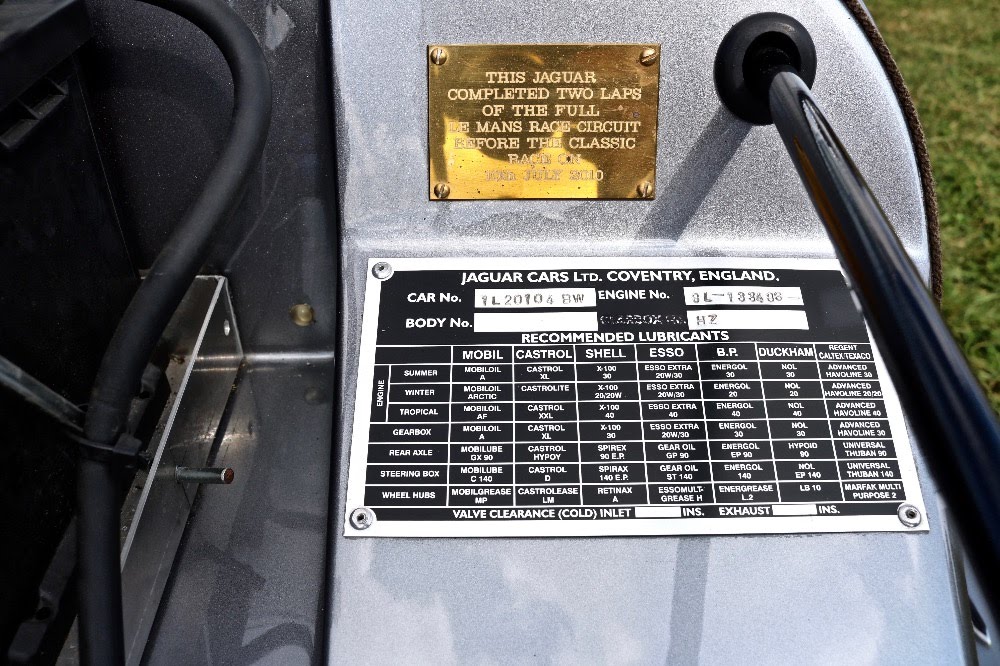 THIS JAGUAR
COMPLETED TWO LAPS
OF THE FULL
LE MANS RACE CIRCUIT
BEFORE THE CLASSIC
RACE ON
10TH JULY 2010
JAGUAR CARS LTD. COVENTRY, ENGLAND.
CAR No. 1L20104 BW ENGINE No.
BODY No. HZ
RECOMMENDED LUBRICANTS
MOBIL CASTROL SHELL ESSO B.P. DUCKHAM REGENT CALTEX/TEXACO
ENGINE
SUMMER MOBILOIL A CASTROL XL X-100 30 ESSO EXTRA 20W/30 ENERGOL 30 NOL 30 ADVANCED HAVOLINE 30
WINTER MOBILOIL ARCTIC CASTROLITE X-100 20/20W ESSO EXTRA 20W/30 ENERGOL 20 NOL 20 ADVANCED HAVOLINE 20/20
TROPICAL MOBILOIL AF CASTROL XXL X-100 40 ESSO EXTRA 40 ENERGOL 40 NOL 40 ADVANCED HAVOLINE 40
GEARBOX MOBILOIL A CASTROL XL X-100 30 ESSO EXTRA 20W/30 ENERGOL 30 NOL 30 ADVANCED HAVOLINE 30
REAR AXLE MOBILUBE GX 90 CASTROL HYPOY SPIREX 90 E.P. GEAR OIL GP 90 ENERGOL EP 90 HYPOID 90 UNIVERSAL THUBAN 90
STEERING BOX MOBILUBE C 140 CASTROL D SPIRAX 140 E.P. GEAR OIL ST 140 ENERGOL 140 NOL EP 140 UNIVERSAL THUBAN 140
WHEEL HUBS MOBILGREASE MP CASTROLEASE LM RETINAX A ESSOMULT-GREASE H ENERGREASE L.2 LB 10 MARFAK MULTI PURPOSE 2
VALVE CLEARANCE (COLD) INLET INS. EXHAUST INS.